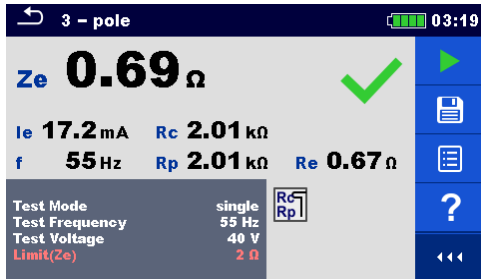 3 - pole 03:19
Ze 0.69 Ω
Ie 17.2 mA Rc 2.01 kΩ
f 55 Hz Rp 2.01 kΩ Re 0.67 Ω
Test Mode single
Test Frequency 55 Hz
Test Voltage 40 V
Limit(Ze) 2 Ω
Rc
Rp
?